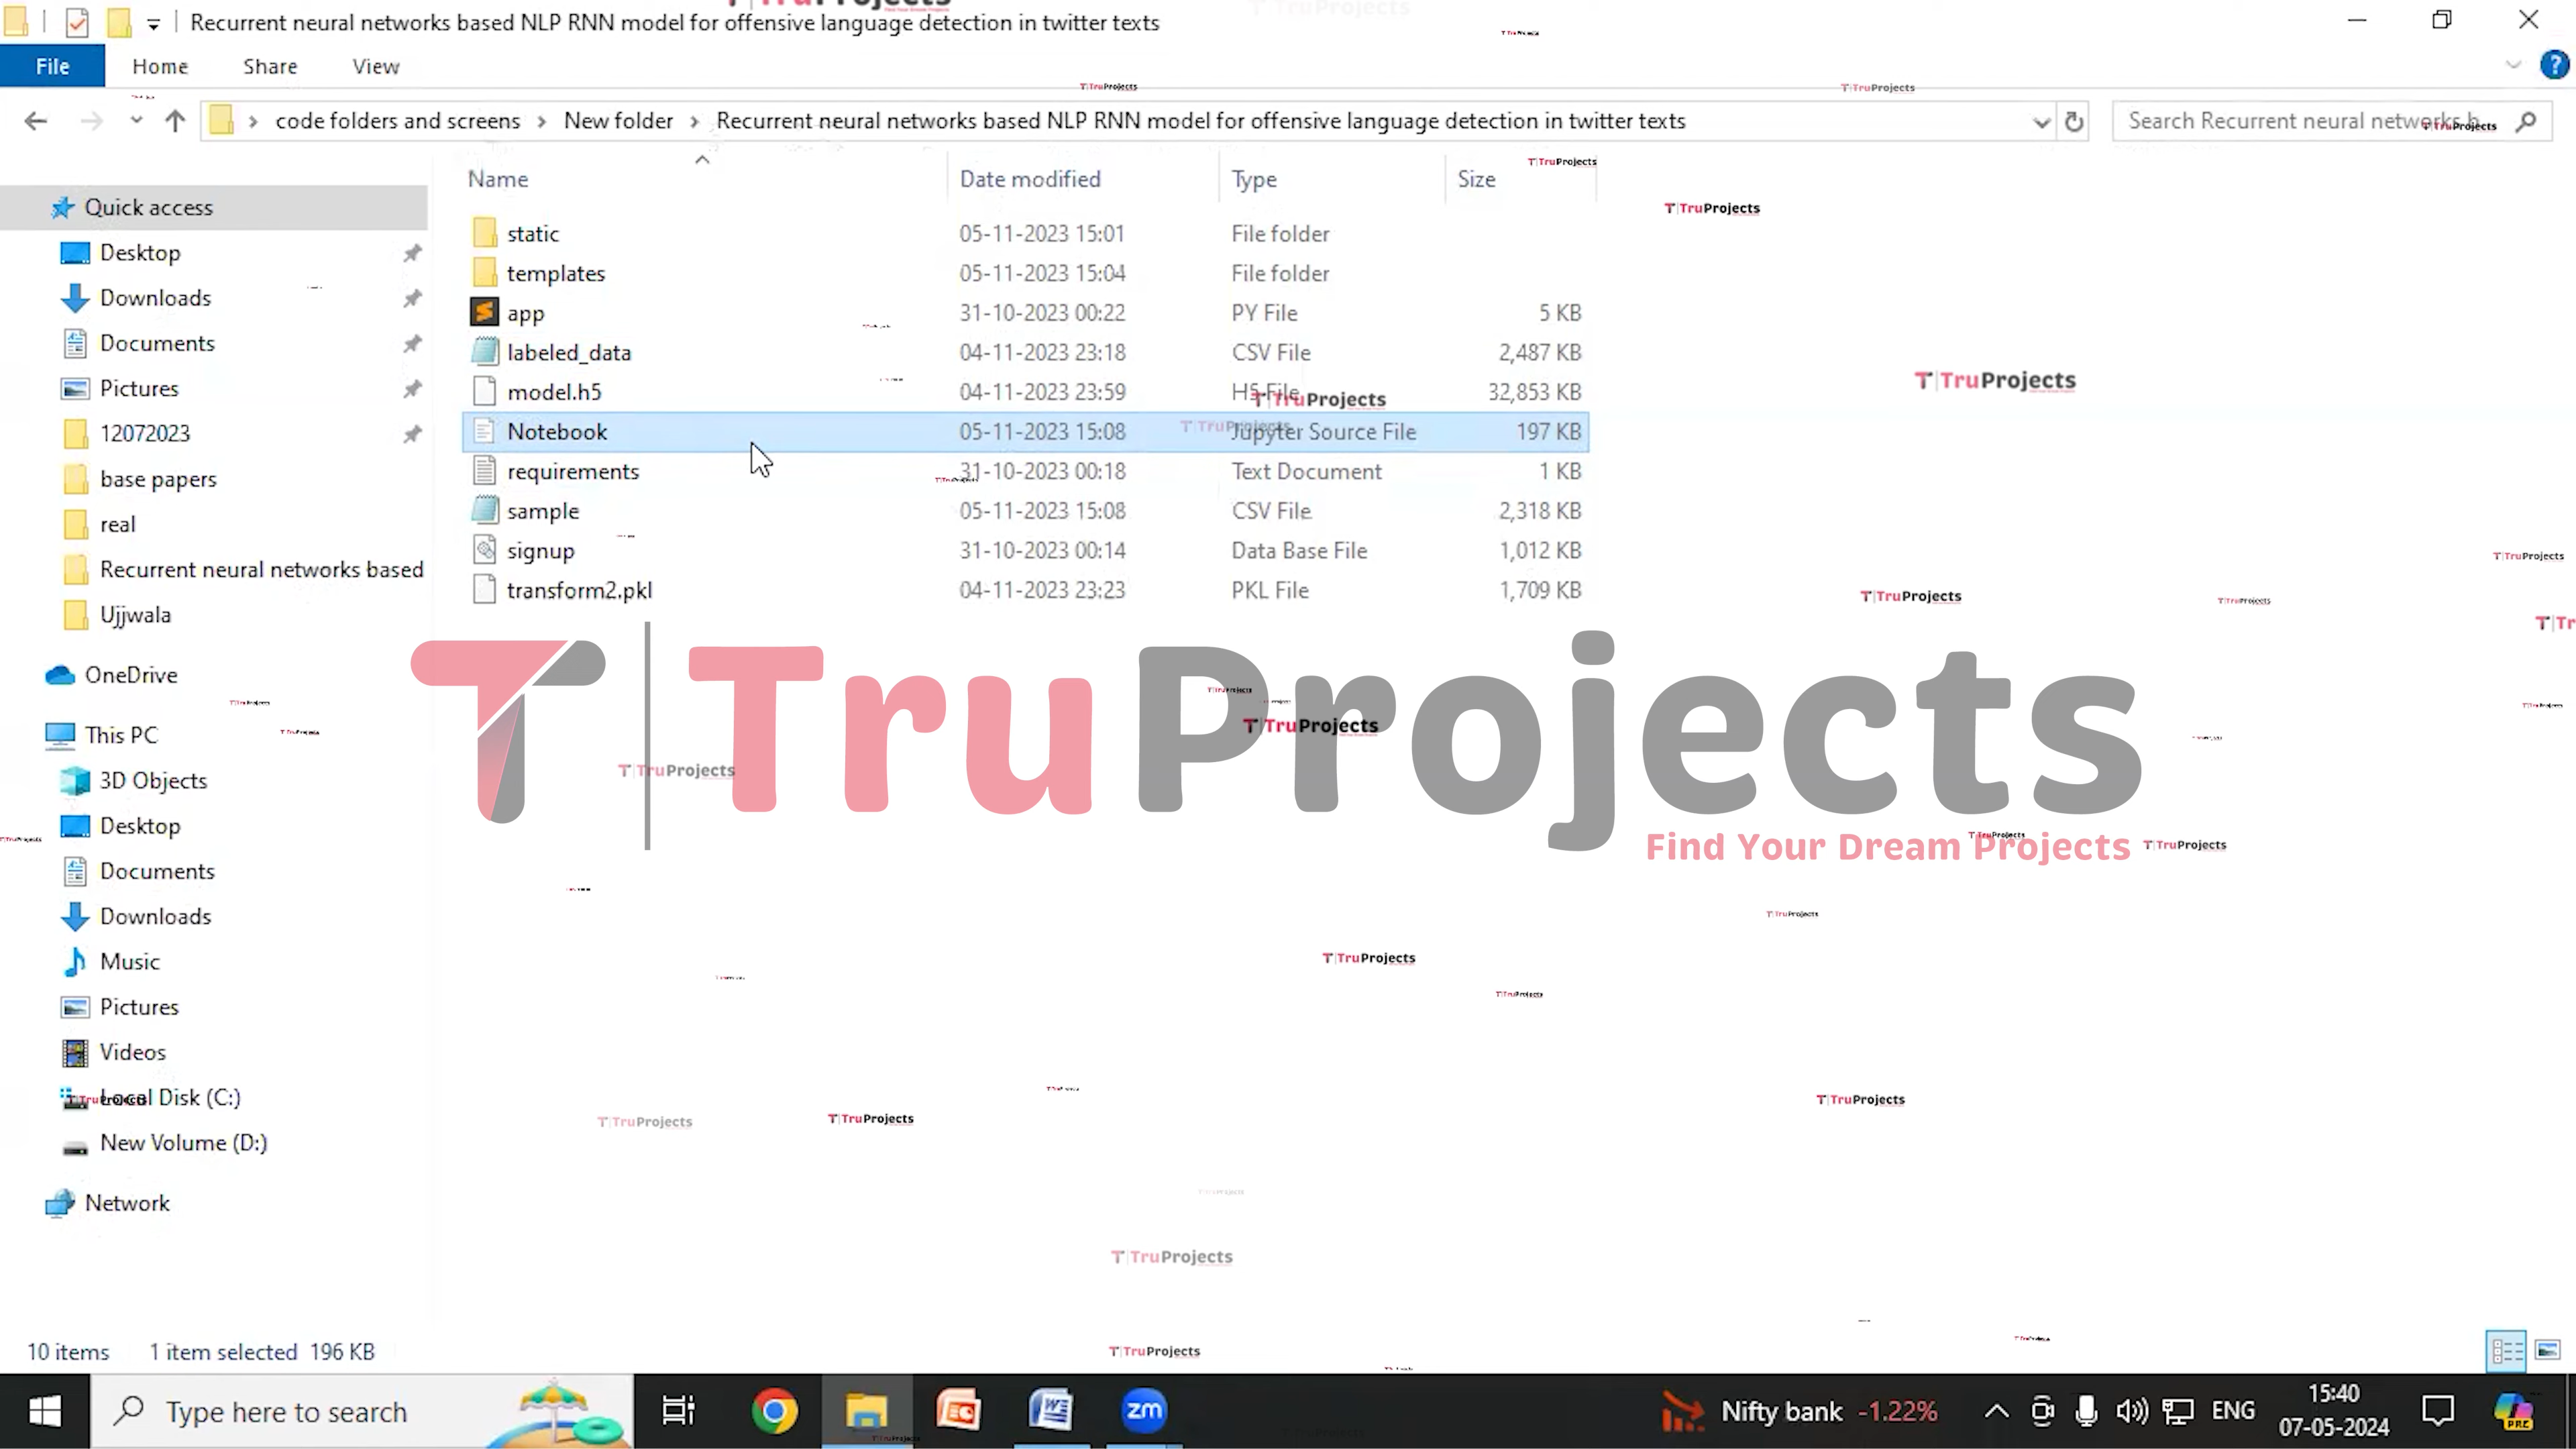 Recurrent neural networks based NLP RNN model for offensive language detection in twitter texts
File Home Share View
code folders and screens > New folder > Recurrent neural networks based NLP RNN model for offensive language detection in twitter texts
Search Recurrent neural networks b...
Name Date modified Type Size
Quick access
Desktop
Downloads
Documents
Pictures
12072023
base papers
real
Recurrent neural networks based
Ujjwala
OneDrive
This PC
3D Objects
Desktop
Documents
Downloads
Music
Pictures
Videos
Local Disk (C:)
New Volume (D:)
Network
static 05-11-2023 15:01 File folder
templates 05-11-2023 15:04 File folder
app 31-10-2023 00:22 PY File 5 KB
labeled_data 04-11-2023 23:18 CSV File 2,487 KB
model.h5 04-11-2023 23:59 H5 File 32,853 KB
Notebook 05-11-2023 15:08 Jupyter Source File 197 KB
requirements 31-10-2023 00:18 Text Document 1 KB
sample 05-11-2023 15:08 CSV File 2,318 KB
signup 31-10-2023 00:14 Data Base File 1,012 KB
transform2.pkl 04-11-2023 23:23 PKL File 1,709 KB
TruProjects
Find Your Dream Projects
10 items 1 item selected 196 KB
Type here to search
Nifty bank -1.22%
ENG
15:40
07-05-2024